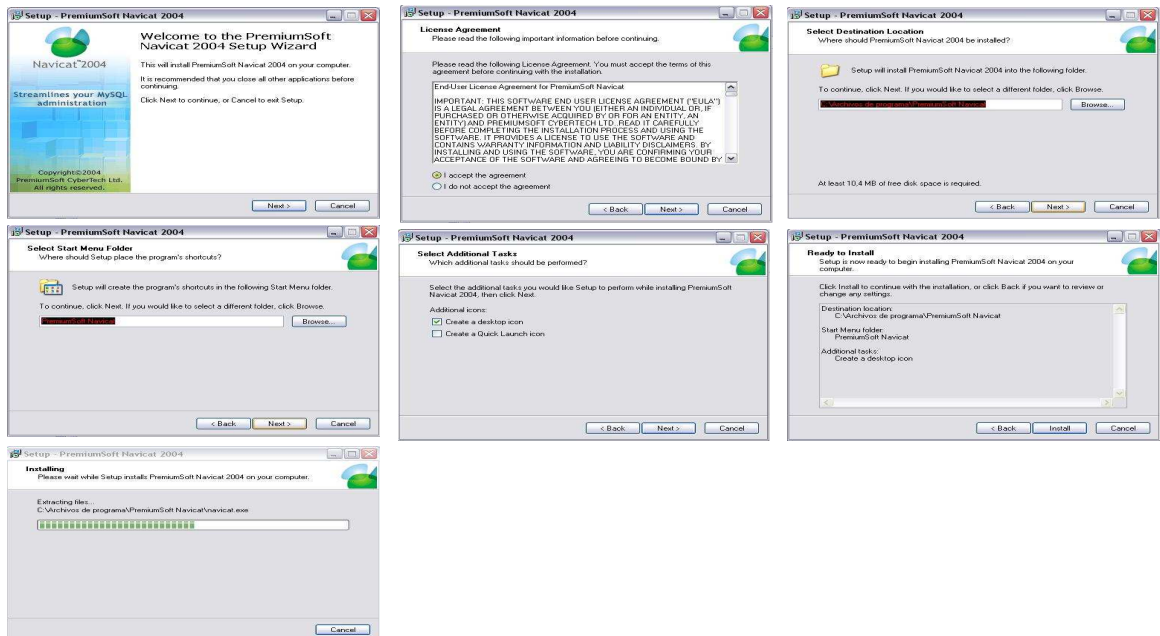 Setup - PremiumSoft Navicat 2004
Navicat™2004
Streamlines your MySQL
administration
Copyright©2004
PremiumSoft CyberTech Ltd.
All rights reserved.
Welcome to the PremiumSoft
Navicat 2004 Setup Wizard
This will install PremiumSoft Navicat 2004 on your computer.
It is recommended that you close all other applications before
continuing.
Click Next to continue, or Cancel to exit Setup.
Next >
Cancel
Setup - PremiumSoft Navicat 2004
License Agreement
Please read the following important information before continuing.
Please read the following License Agreement. You must accept the terms of this
agreement before continuing with the installation.
End-User License Agreement for PremiumSoft Navicat
IMPORTANT: THIS SOFTWARE END USER LICENSE AGREEMENT ("EULA")
IS A LEGAL AGREEMENT BETWEEN YOU (EITHER AN INDIVIDUAL OR, IF
PURCHASED OR OTHERWISE ACQUIRED BY OR FOR AN ENTITY, AN
ENTITY) AND PREMIUMSOFT CYBERTECH LTD..READ IT CAREFULLY
BEFORE COMPLETING THE INSTALLATION PROCESS AND USING THE
SOFTWARE. IT PROVIDES A LICENSE TO USE THE SOFTWARE AND
CONTAINS WARRANTY INFORMATION AND LIABILITY DISCLAIMERS. BY
INSTALLING AND USING THE SOFTWARE, YOU ARE CONFIRMING YOUR
ACCEPTANCE OF THE SOFTWARE AND AGREEING TO BECOME BOUND BY
I accept the agreement
I do not accept the agreement
< Back
Next >
Cancel
Setup - PremiumSoft Navicat 2004
Select Destination Location
Where should PremiumSoft Navicat 2004 be installed?
Setup will install PremiumSoft Navicat 2004 into the following folder.
To continue, click Next. If you would like to select a different folder, click Browse.
C:\Archivos de programa\PremiumSoft Navicat
Browse...
At least 10,4 MB of free disk space is required.
< Back
Next >
Cancel
Setup - PremiumSoft Navicat 2004
Select Start Menu Folder
Where should Setup place the program's shortcuts?
Setup will create the program's shortcuts in the following Start Menu folder.
To continue, click Next. If you would like to select a different folder, click Browse.
PremiumSoft Navicat
Browse...
< Back
Next >
Cancel
Setup - PremiumSoft Navicat 2004
Select Additional Tasks
Which additional tasks should be performed?
Select the additional tasks you would like Setup to perform while installing PremiumSoft
Navicat 2004, then click Next.
Additional icons:
Create a desktop icon
Create a Quick Launch icon
< Back
Next >
Cancel
Setup - PremiumSoft Navicat 2004
Ready to Install
Setup is now ready to begin installing PremiumSoft Navicat 2004 on your
computer.
Click Install to continue with the installation, or click Back if you want to review or
change any settings.
Destination location:
C:\Archivos de programa\PremiumSoft Navicat
Start Menu folder:
PremiumSoft Navicat
Additional tasks:
Create a desktop icon
< Back
Install
Cancel
Setup - PremiumSoft Navicat 2004
Installing
Please wait while Setup installs PremiumSoft Navicat 2004 on your computer.
Extracting files...
C:\Archivos de programa\PremiumSoft Navicat\navicat.exe
Cancel